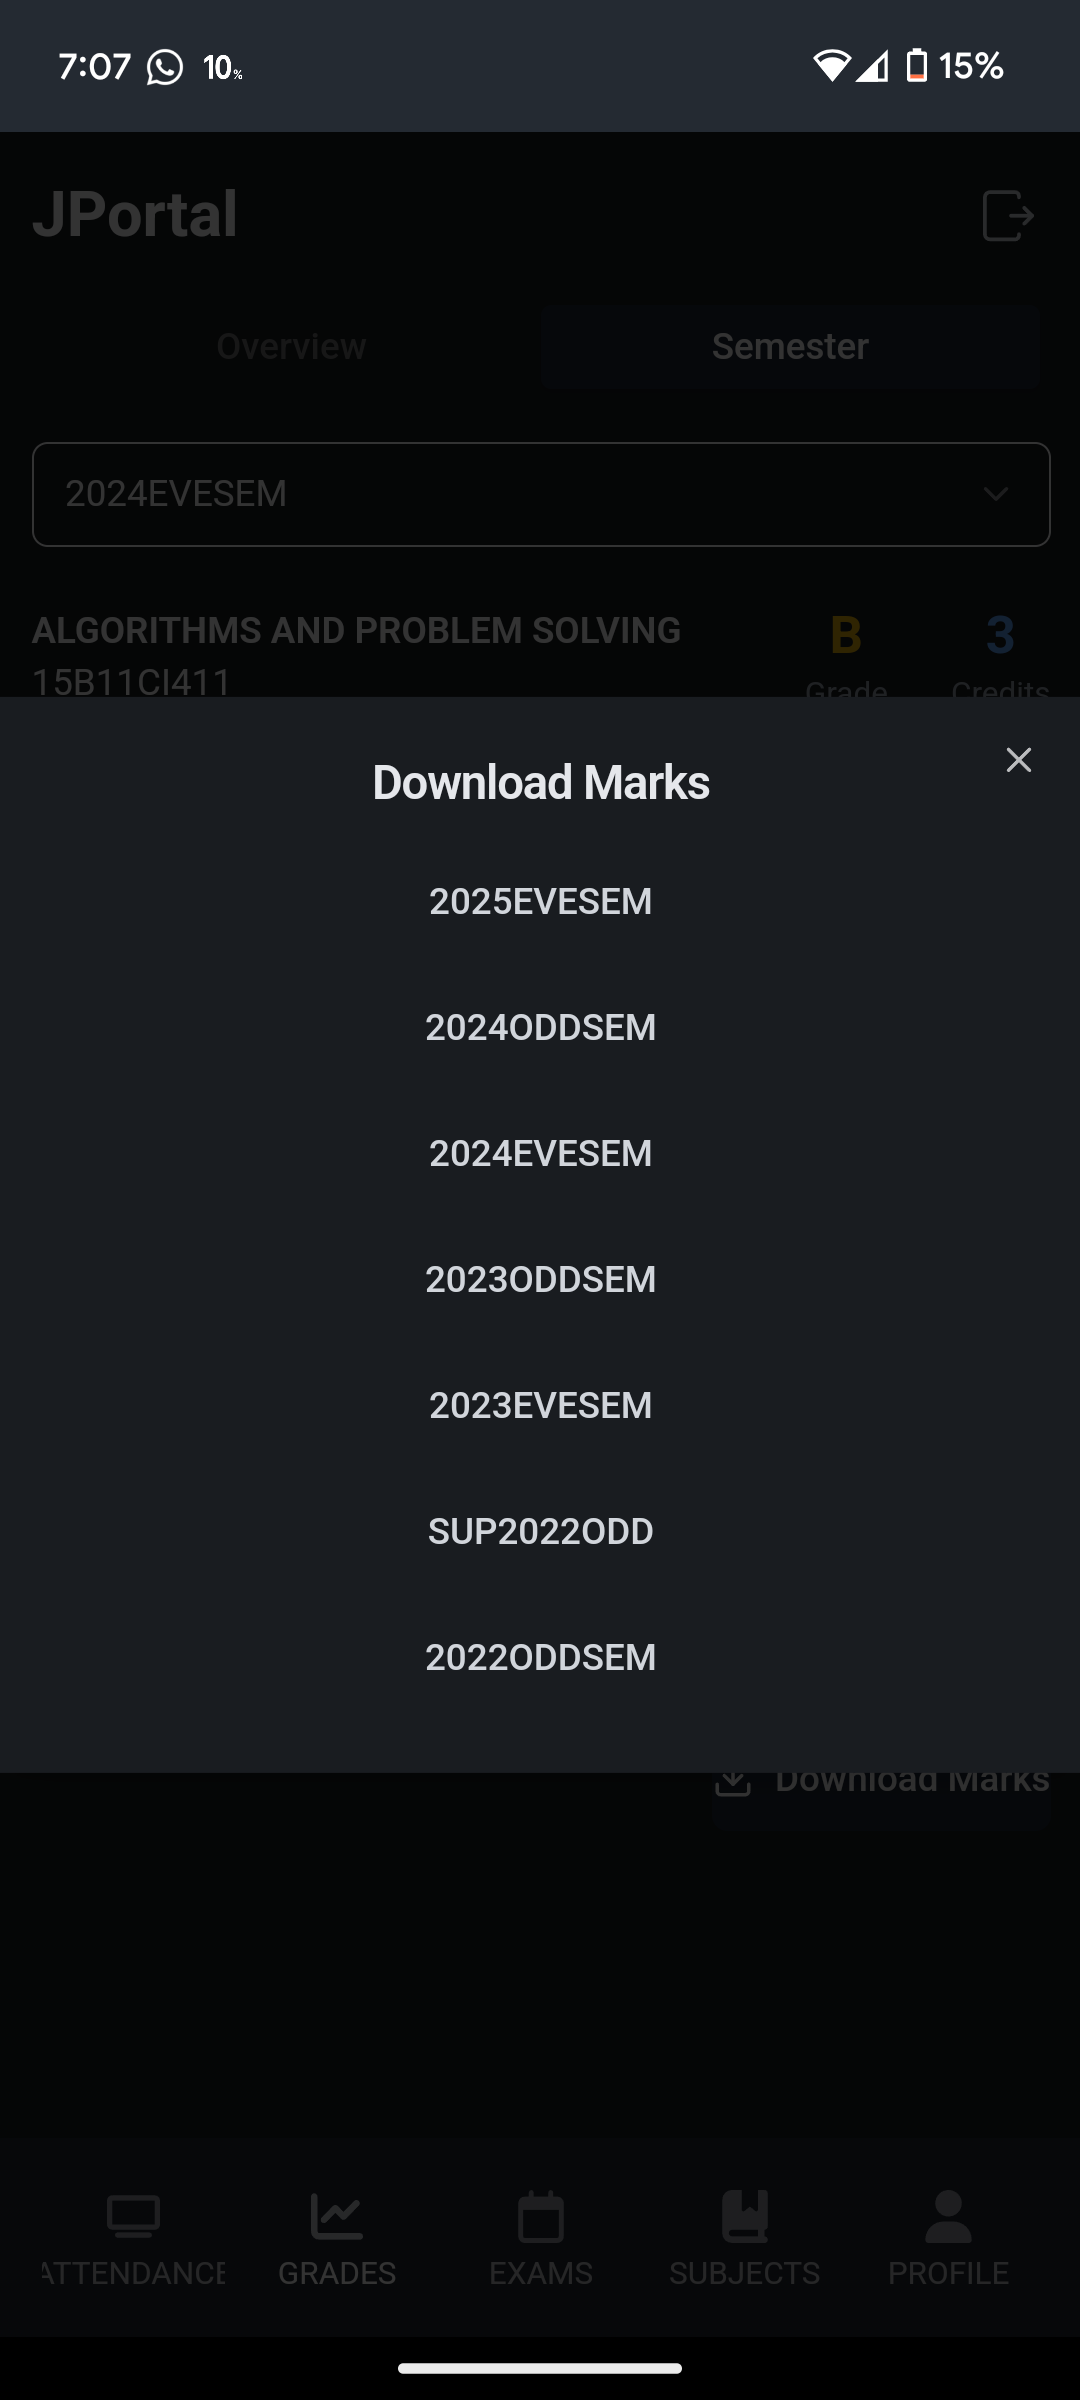 7:07 10% 15%
JPortal
Overview Semester
2024EVESEM
ALGORITHMS AND PROBLEM SOLVING B 3
15B11CI411 Grade Credits
Download Marks
2025EVESEM
2024ODDSEM
2024EVESEM
2023ODDSEM
2023EVESEM
SUP2022ODD
2022ODDSEM
Download Marks
ATTENDANCE GRADES EXAMS SUBJECTS PROFILE